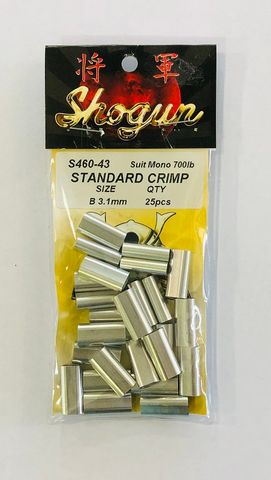 将軍
Shogun
S460-43 Suit Mono 700lb
STANDARD CRIMP
SIZE QTY
B 3.1mm 25pcs